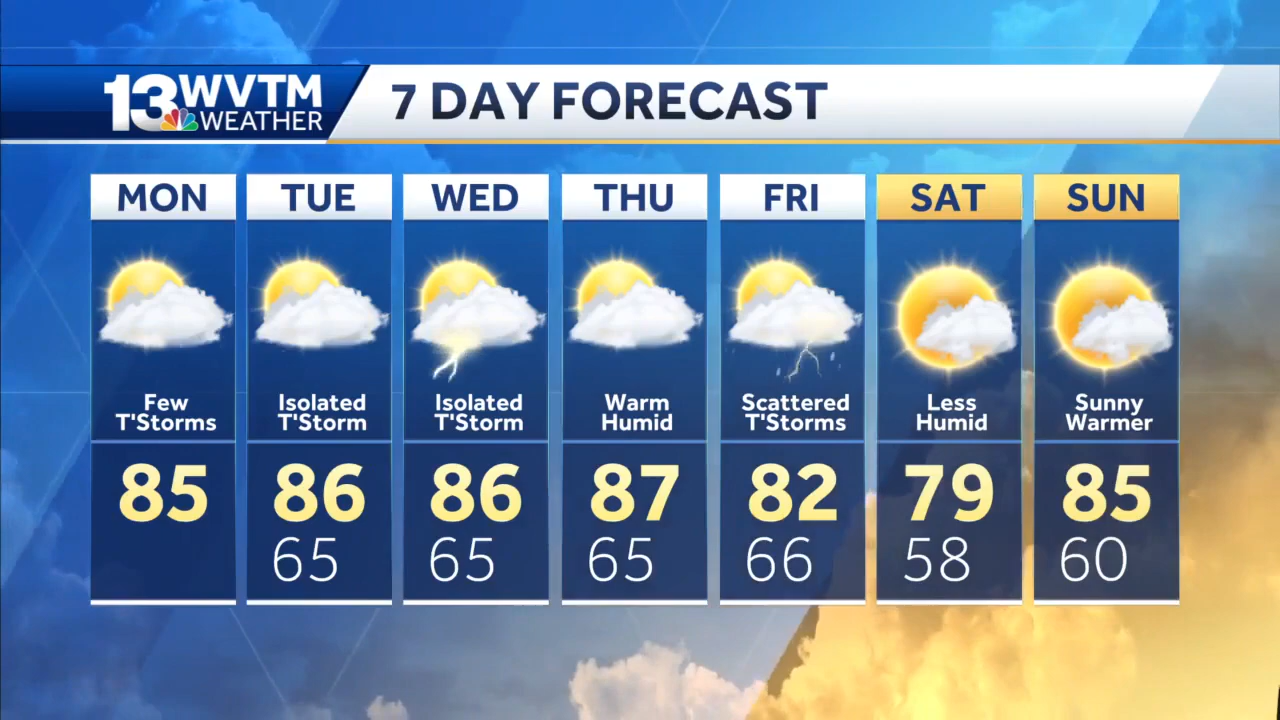 13 WVTM
WEATHER
7 DAY FORECAST
MON
TUE
WED
THU
FRI
SAT
SUN
Few
T'Storms
Isolated
T'Storm
Isolated
T'Storm
Warm
Humid
Scattered
T'Storms
Less
Humid
Sunny
Warmer
85
86
86
87
82
79
85
65
65
65
66
58
60